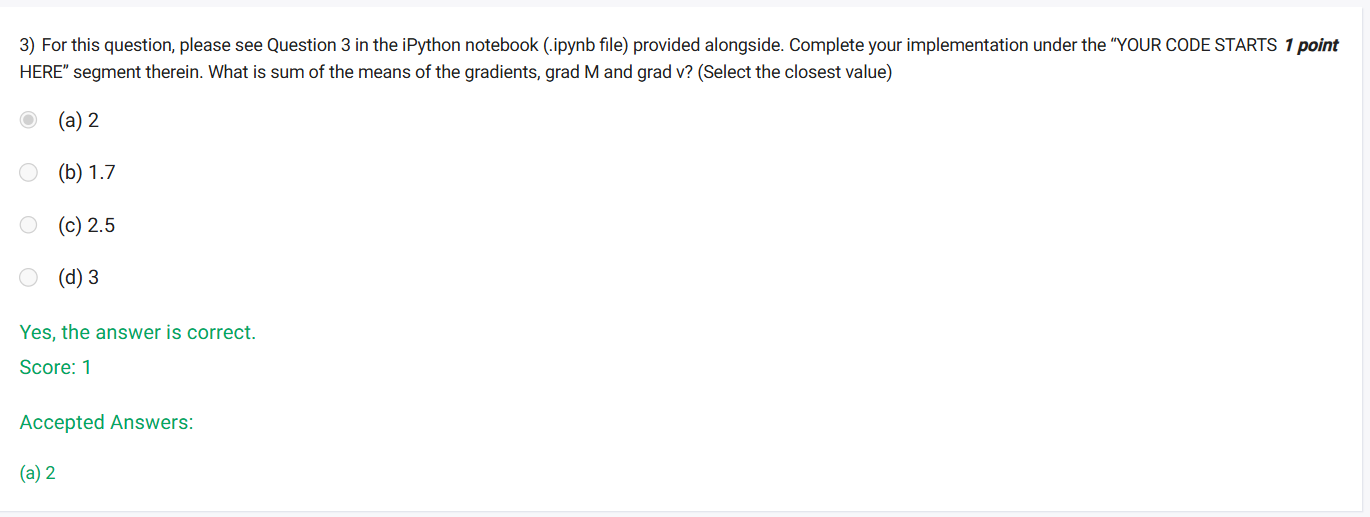 3) For this question, please see Question 3 in the iPython notebook (.ipynb file) provided alongside. Complete your implementation under the “YOUR CODE STARTS 1 point
HERE” segment therein. What is sum of the means of the gradients, grad M and grad v? (Select the closest value)
(a) 2
(b) 1.7
(c) 2.5
(d) 3
Yes, the answer is correct.
Score: 1
Accepted Answers:
(a) 2